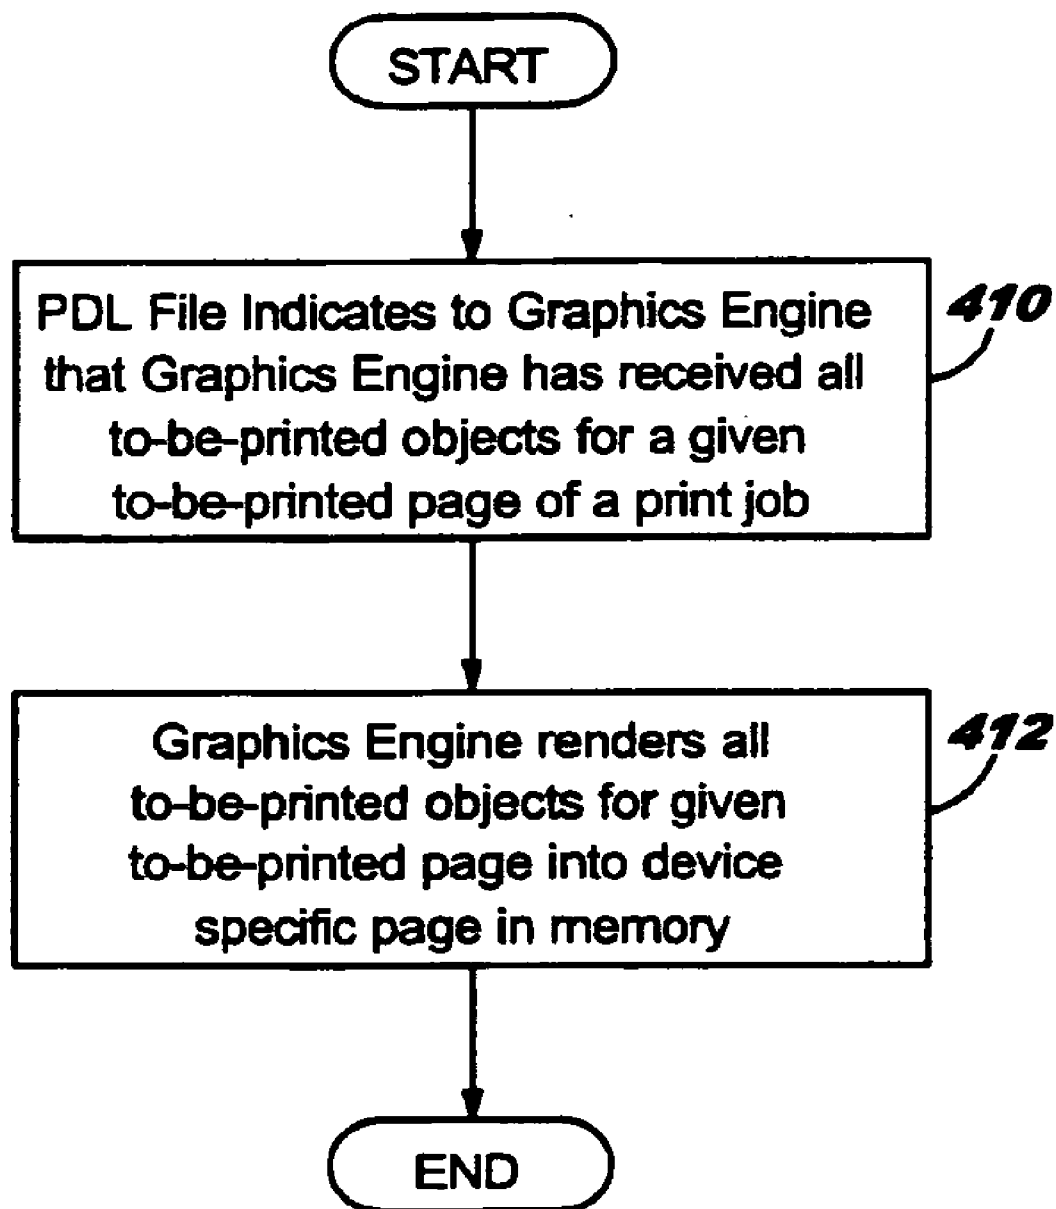 START
PDL File Indicates to Graphics Engine
that Graphics Engine has received all
to-be-printed objects for a given
to-be-printed page of a print job
410
Graphics Engine renders all
to-be-printed objects for given
to-be-printed page into device
specific page in memory
412
END